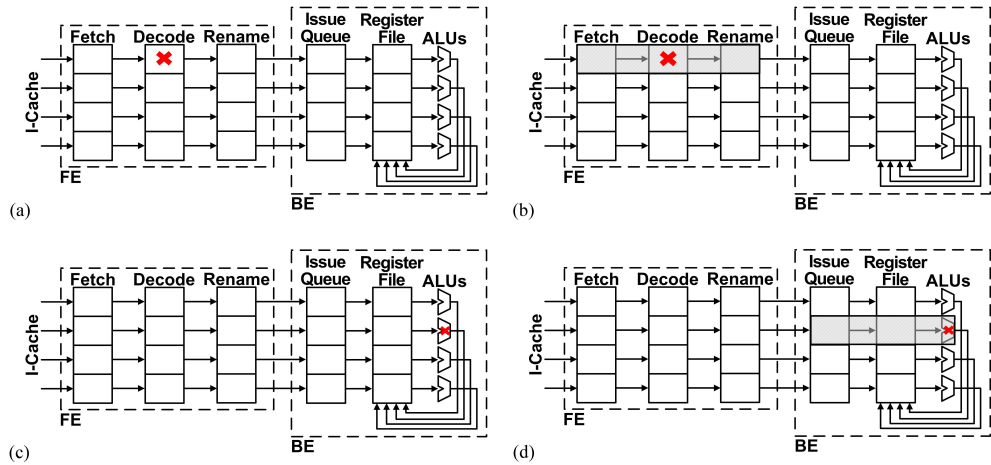 Fetch Decode Rename
Issue Queue
Register File
ALUs
I-Cache
FE
BE
(a)
Fetch Decode Rename
Issue Queue
Register File
ALUs
I-Cache
FE
BE
(b)
Fetch Decode Rename
Issue Queue
Register File
ALUs
I-Cache
FE
BE
(c)
Fetch Decode Rename
Issue Queue
Register File
ALUs
I-Cache
FE
BE
(d)